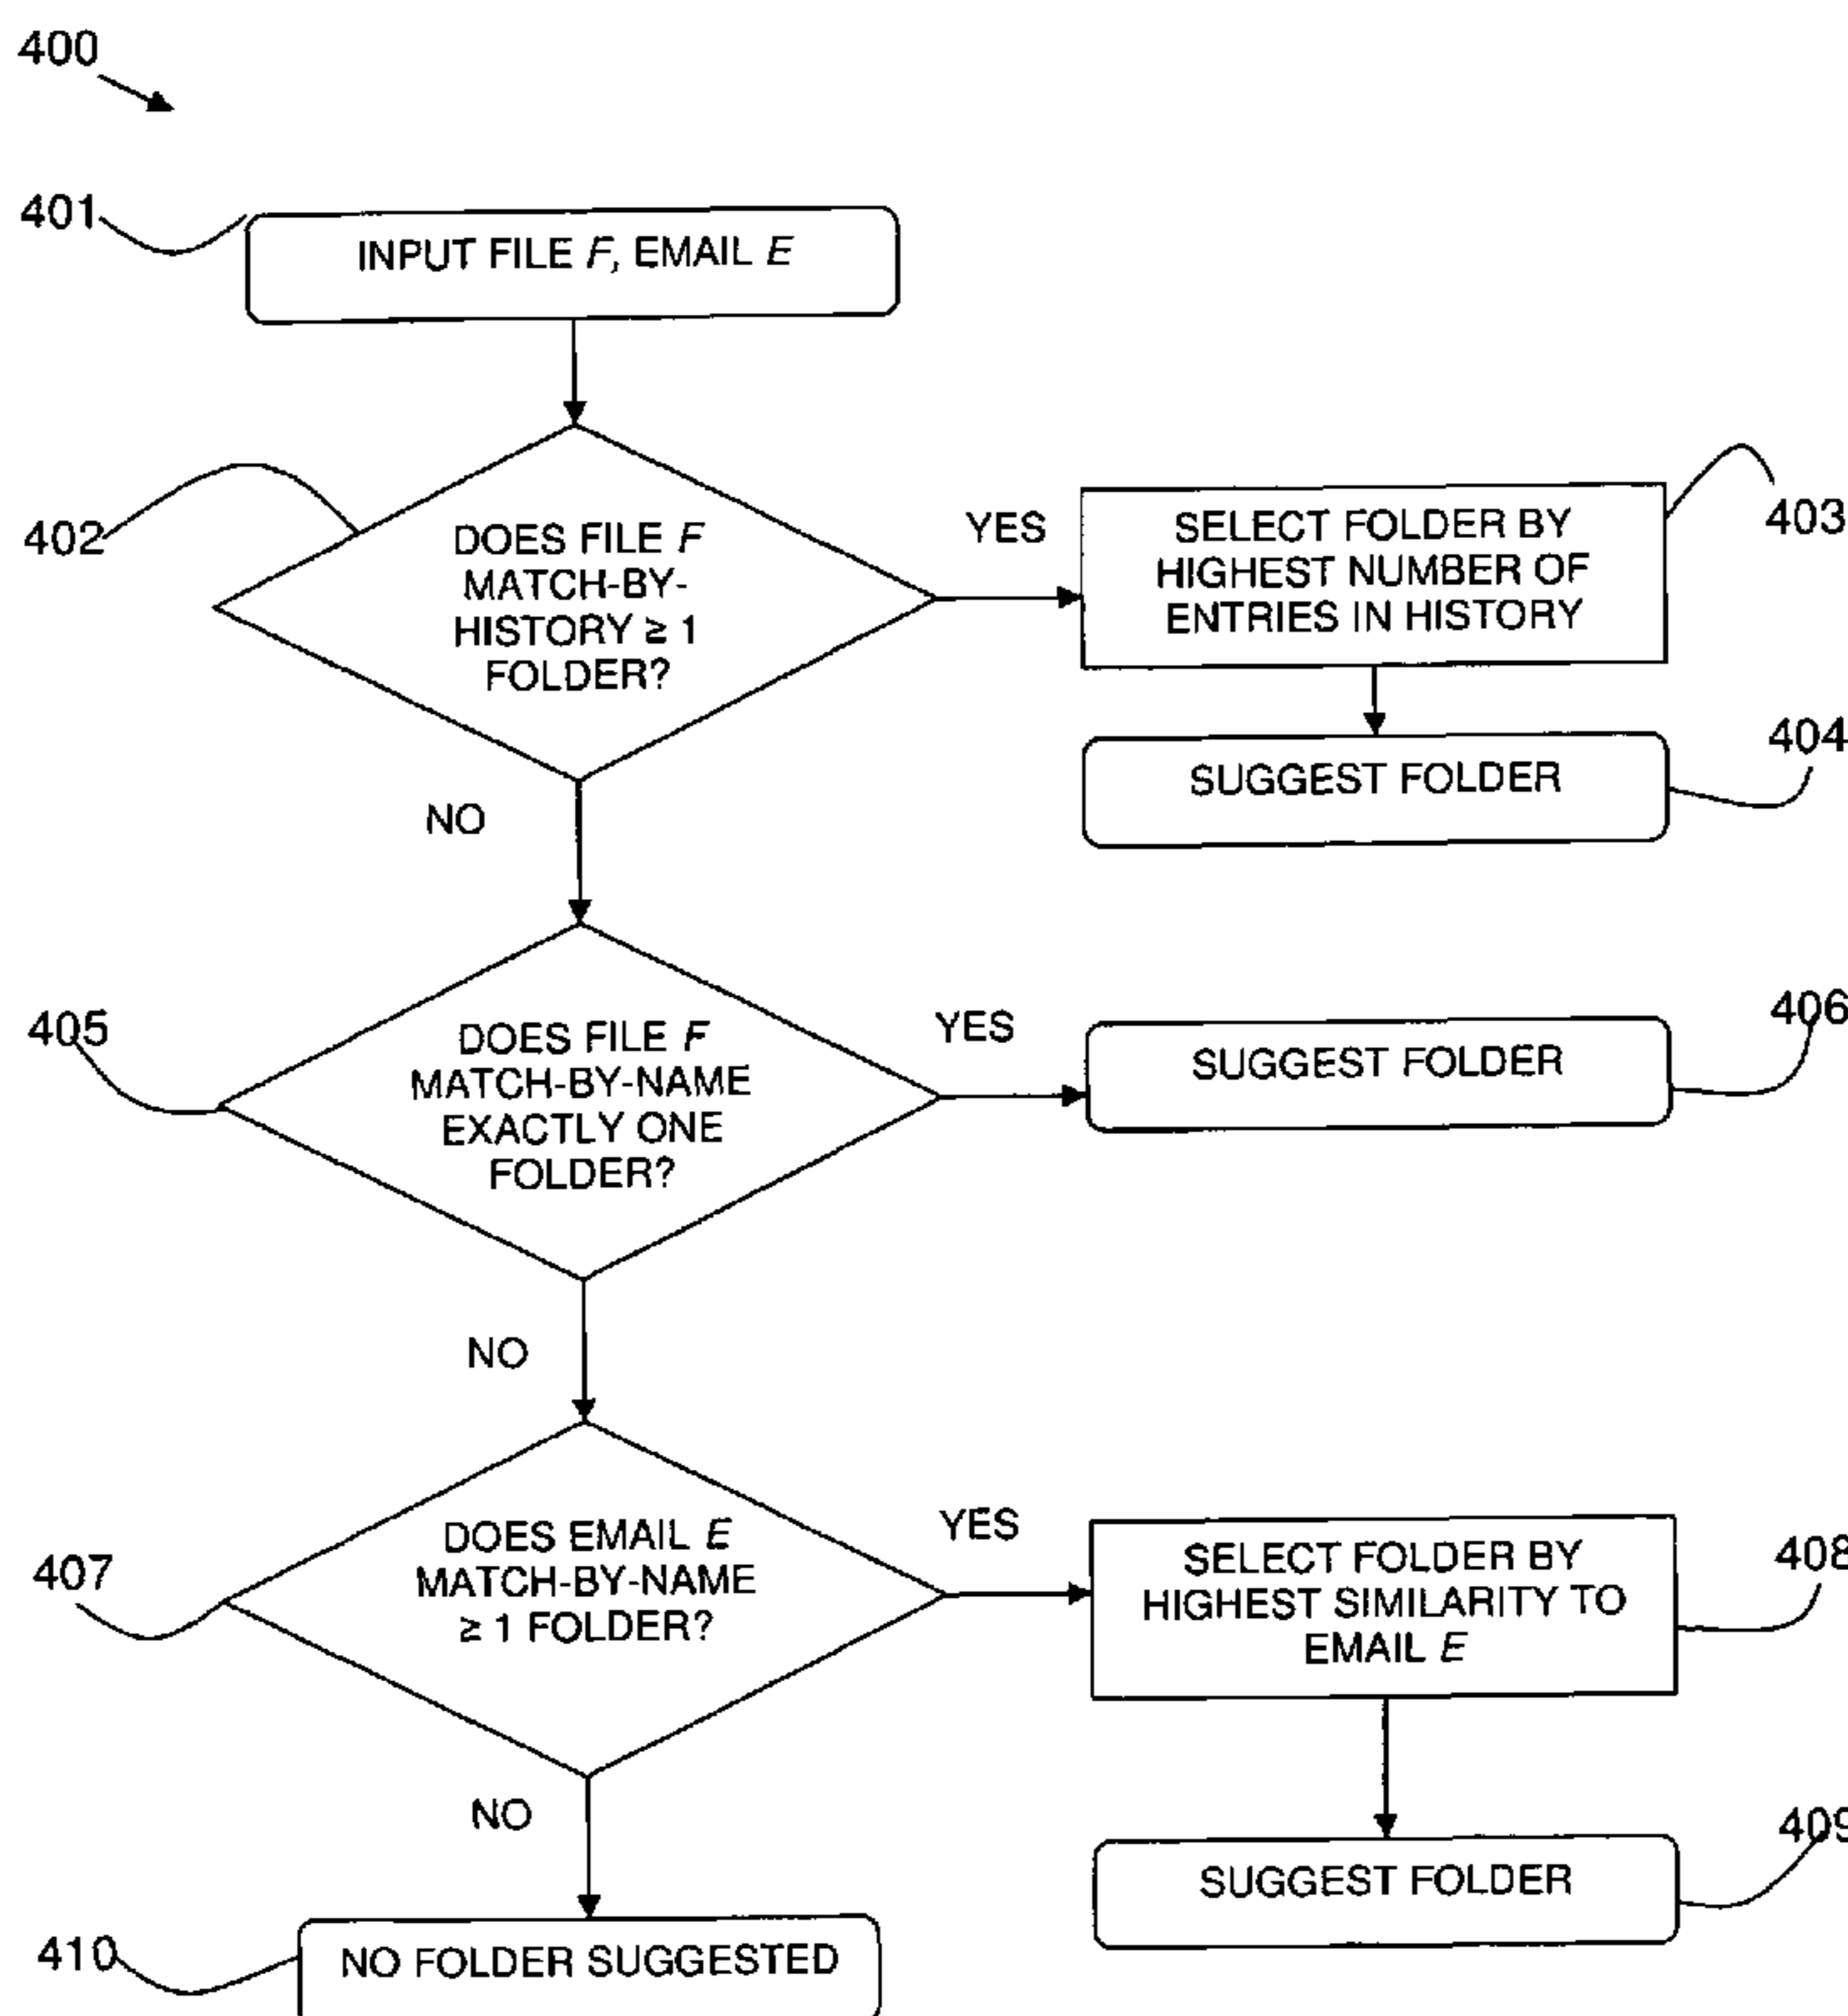 400
401
INPUT FILE F, EMAIL E
402
DOES FILE F
MATCH-BY-
HISTORY ≥ 1
FOLDER?
YES
SELECT FOLDER BY
HIGHEST NUMBER OF
ENTRIES IN HISTORY
403
SUGGEST FOLDER
404
NO
405
DOES FILE F
MATCH-BY-NAME
EXACTLY ONE
FOLDER?
YES
SUGGEST FOLDER
406
NO
407
DOES EMAIL E
MATCH-BY-NAME
≥ 1 FOLDER?
YES
SELECT FOLDER BY
HIGHEST SIMILARITY TO
EMAIL E
408
NO
SUGGEST FOLDER
409
410
NO FOLDER SUGGESTED